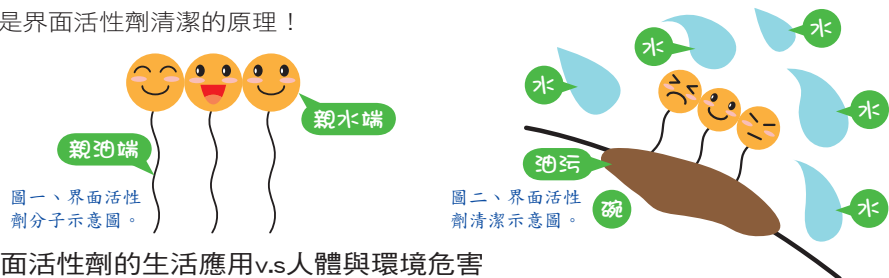 是界面活性劑清潔的原理！
親水端
親油端
圖一、界面活性
劑分子示意圖。
水
水
水
水
水
油污
碗
圖二、界面活性
劑清潔示意圖。
面活性劑的生活應用v.s人體與環境危害